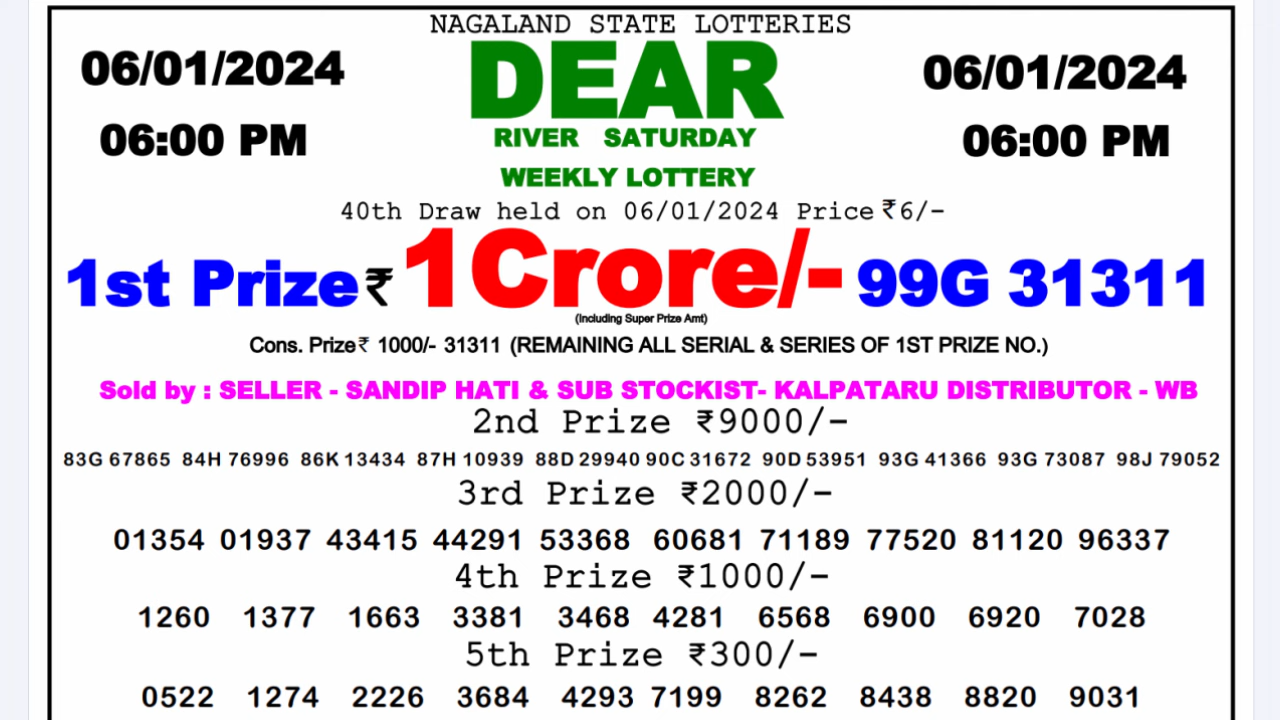 NAGALAND STATE LOTTERIES
06/01/2024 DEAR 06/01/2024
06:00 PM RIVER SATURDAY 06:00 PM
WEEKLY LOTTERY
40th Draw held on 06/01/2024 Price ₹6/-
1st Prize ₹ 1Crore/- 99G 31311
(Including Super Prize Amt)
Cons. Prize ₹ 1000/- 31311 (REMAINING ALL SERIAL & SERIES OF 1ST PRIZE NO.)
Sold by : SELLER - SANDIP HATI & SUB STOCKIST- KALPATARU DISTRIBUTOR - WB
2nd Prize ₹9000/-
83G 67865 84H 76996 86K 13434 87H 10939 88D 29940 90C 31672 90D 53951 93G 41366 93G 73087 98J 79052
3rd Prize ₹2000/-
01354 01937 43415 44291 53368 60681 71189 77520 81120 96337
4th Prize ₹1000/-
1260 1377 1663 3381 3468 4281 6568 6900 6920 7028
5th Prize ₹300/-
0522 1274 2226 3684 4293 7199 8262 8438 8820 9031